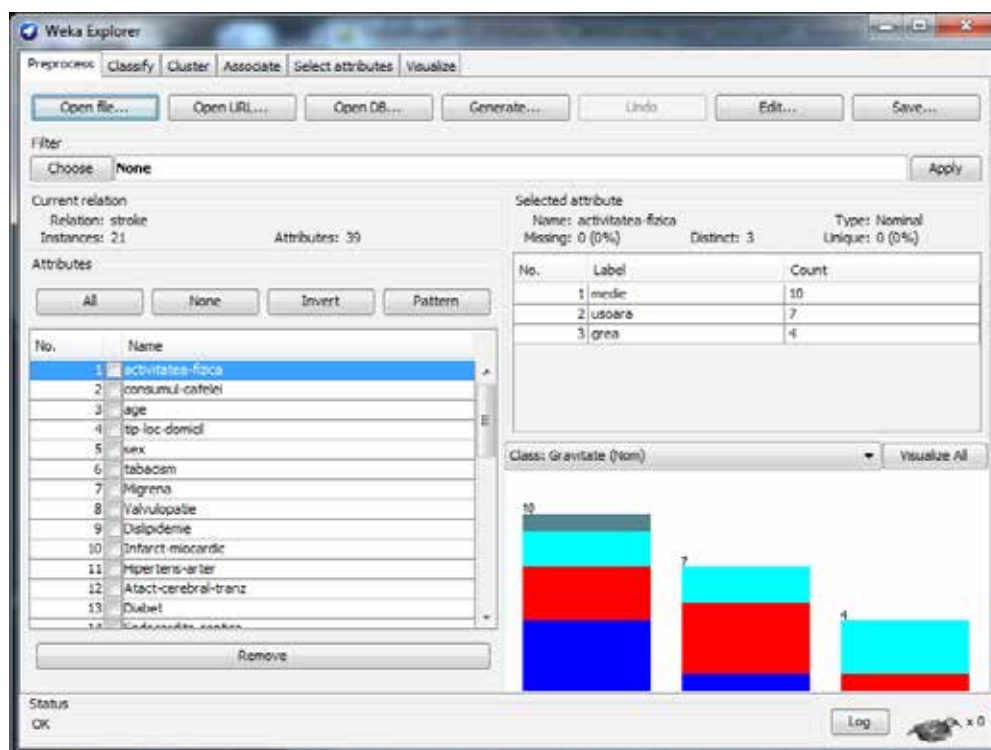 Weka Explorer
Preprocess Classify Cluster Associate Select attributes Visualize
Open file... Open URL... Open DB... Generate... Undo Edit... Save...
Filter
Choose None Apply
Current relation
Relation: stroke
Instances: 21 Attributes: 39
Selected attribute
Name: activitatea-fizica Type: Nominal
Missing: 0 (0%) Distinct: 3 Unique: 0 (0%)
Attributes
All None Invert Pattern
No. Name
1 activitatea-fizica
2 consumul-cafelei
3 age
4 tip-loc-domicil
5 sex
6 tabacism
7 Migrena
8 Valvulopatie
9 Dislipidemie
10 Infarct-miocardic
11 Hipertens-arter
12 Atact-cerebral-tranz
13 Diabet
14
Remove
No. Label Count
1 medie 10
2 usoara 7
3 grea 4
Class: Gravitate (Nom) Visualize All
10
7
4
Status
OK
Log x 0